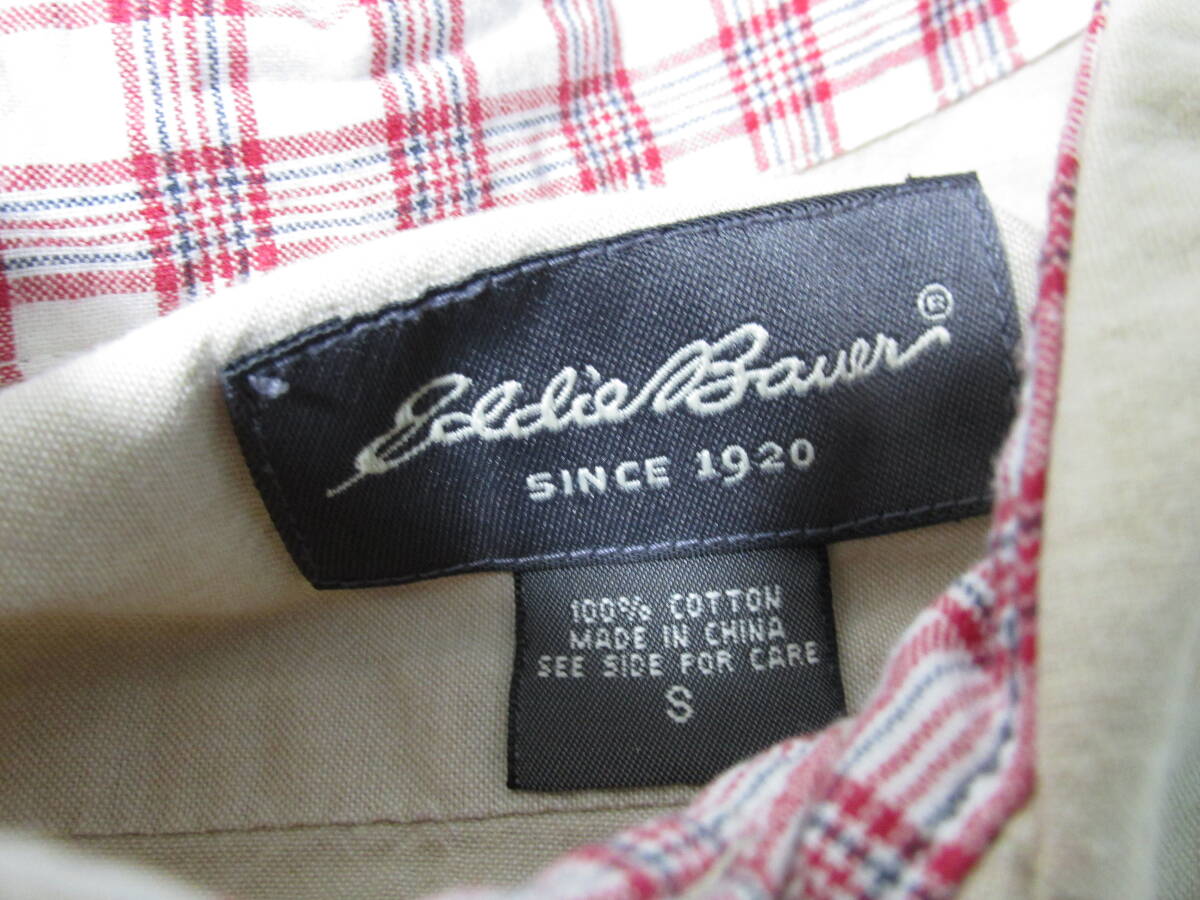 Eddie Bauer®
SINCE 1920
100% COTTON
MADE IN CHINA
SEE SIDE FOR CARE
S